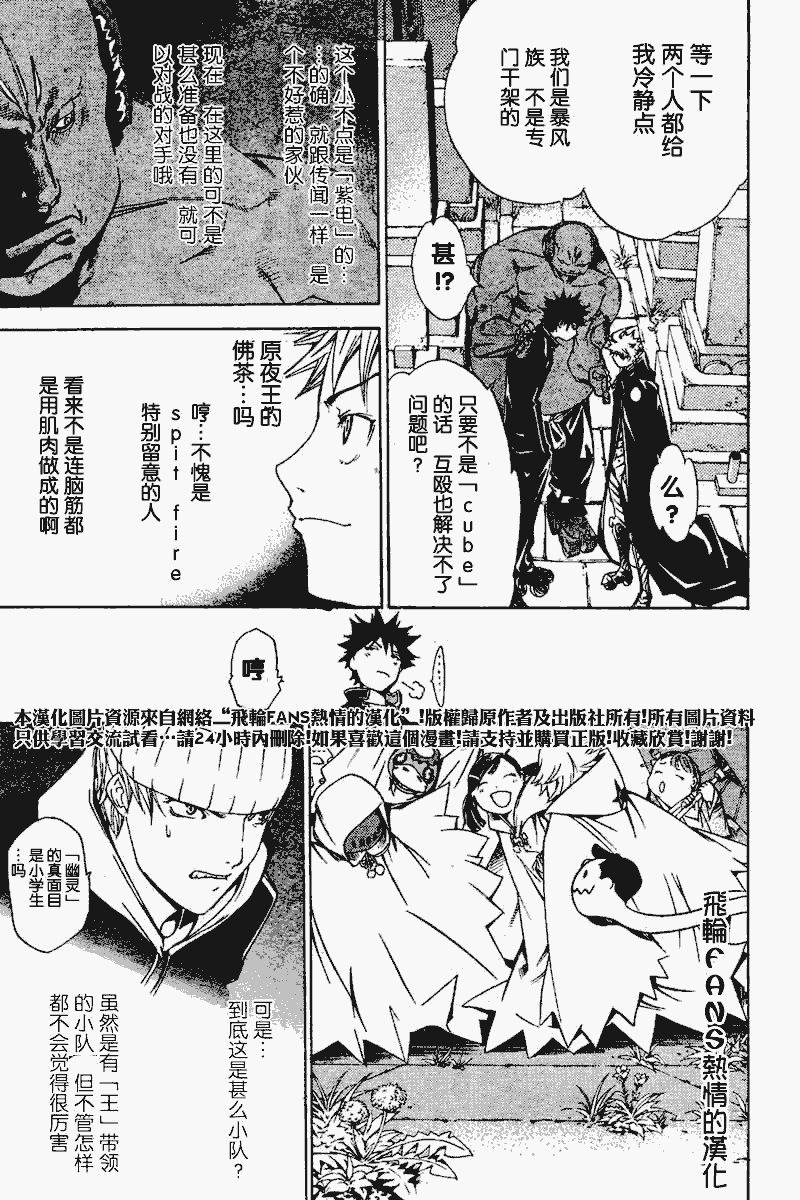 等一下
两个人都给
我冷静点
我们是暴风
族 不是专
门干架的
甚!?
么?
只要不是「cube」
的话 互殴也解决不了
问题吧?
这个小不点是「紫电」的…
…的确 就跟传闻一样 是
个不好惹的家伙
现在 在这里的可不是
甚么准备也没有 就可
以对战的对手哦
原夜王的
佛茶…吗
哼…不愧是
spit fire
特别留意的人
看来不是连脑筋都
是用肌肉做成的啊
……
哼
本漢化圖片資源來自網絡“飛輪FANS熱情的漢化”!版權歸原作者及出版社所有!所有圖片資料
只供學習交流試看…請24小時內刪除!如果喜歡這個漫畫!請支持並購買正版!收藏欣賞!謝謝!
飛輪FANS熱情的漢化
「幽灵」
的真面目
是小学生
…吗
可是…
到底这是甚么小队?
虽然是有「王」带领
的小队 但不管怎样
都不会觉得很厉害